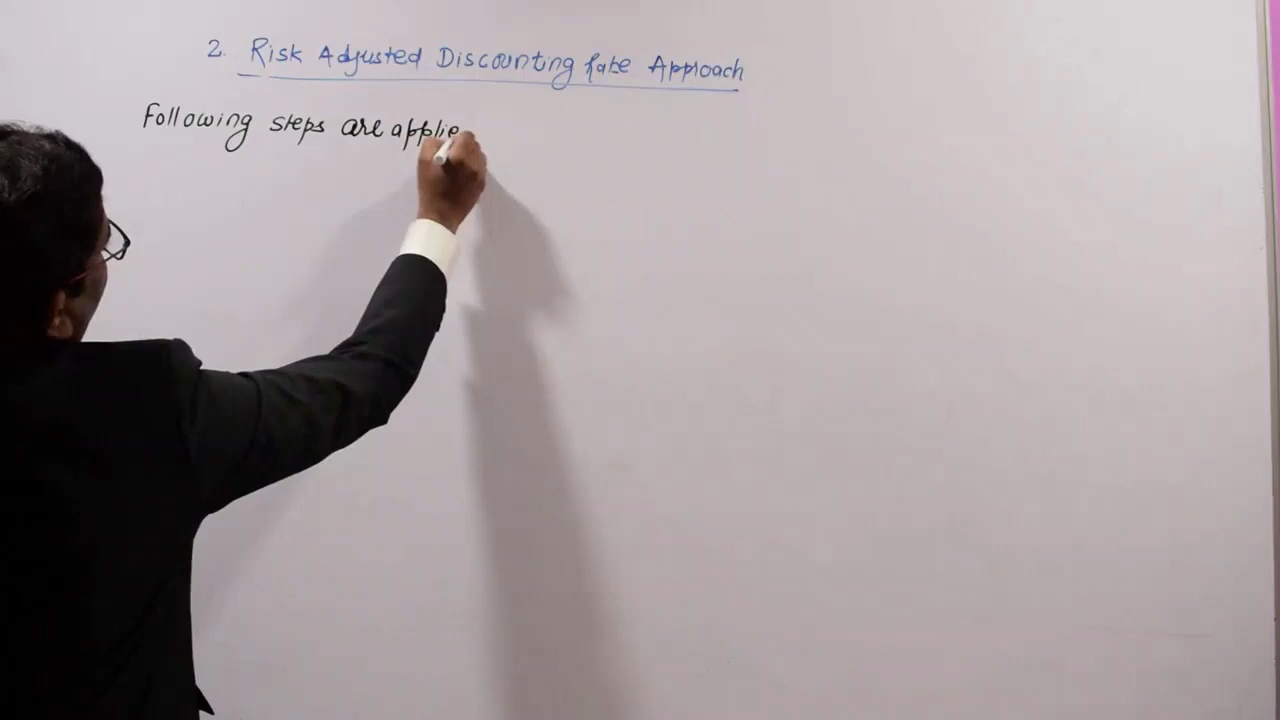 2. Risk Adjusted Discounting Rate Approach
Following steps are applie